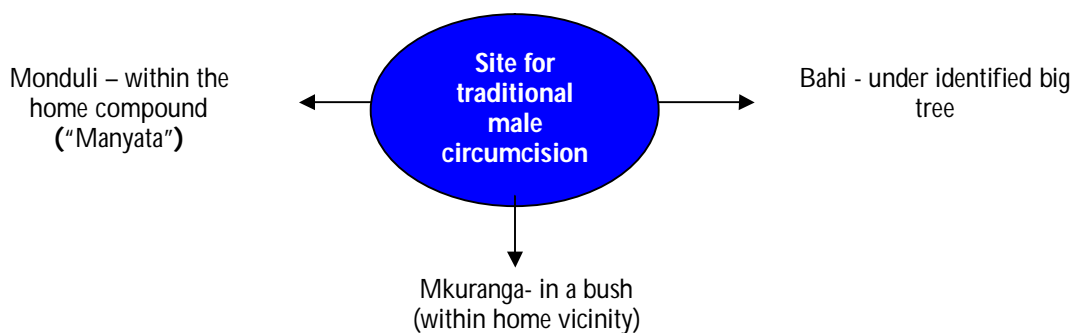 Site for
traditional
male
circumcision
Monduli – within the
home compound
(“Manyata”)
Bahi - under identified big
tree
Mkuranga- in a bush
(within home vicinity)